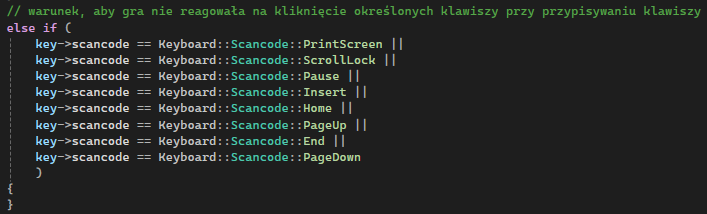 // warunek, aby gra nie reagowała na kliknięcie określonych klawiszy przy przypisywaniu klawiszy
else if (
key->scancode == Keyboard::Scancode::PrintScreen ||
key->scancode == Keyboard::Scancode::ScrollLock ||
key->scancode == Keyboard::Scancode::Pause ||
key->scancode == Keyboard::Scancode::Insert ||
key->scancode == Keyboard::Scancode::Home ||
key->scancode == Keyboard::Scancode::PageUp ||
key->scancode == Keyboard::Scancode::End ||
key->scancode == Keyboard::Scancode::PageDown
)
{
}